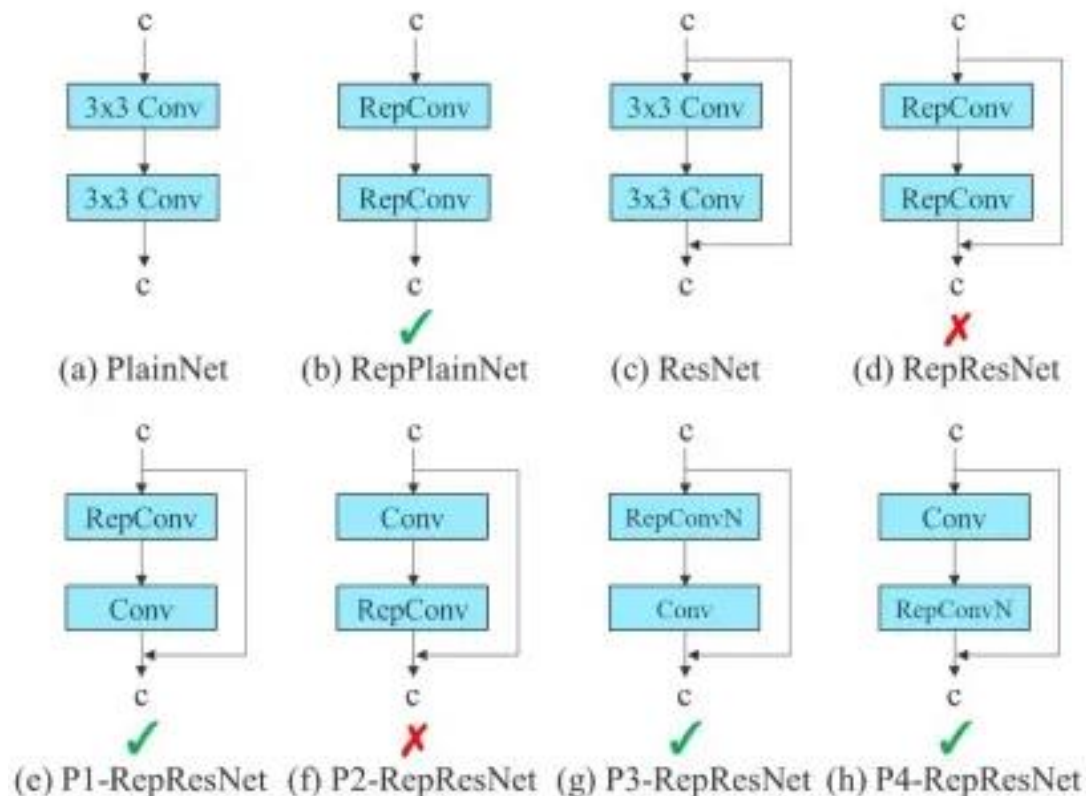 c c c c
3x3 Conv RepConv 3x3 Conv RepConv
3x3 Conv RepConv 3x3 Conv RepConv
c c c c
(a) PlainNet (b) RepPlainNet (c) ResNet (d) RepResNet
c c c c
RepConv Conv RepConvN Conv
Conv RepConv Conv RepConvN
c c c c
(e) P1-RepResNet (f) P2-RepResNet (g) P3-RepResNet (h) P4-RepResNet